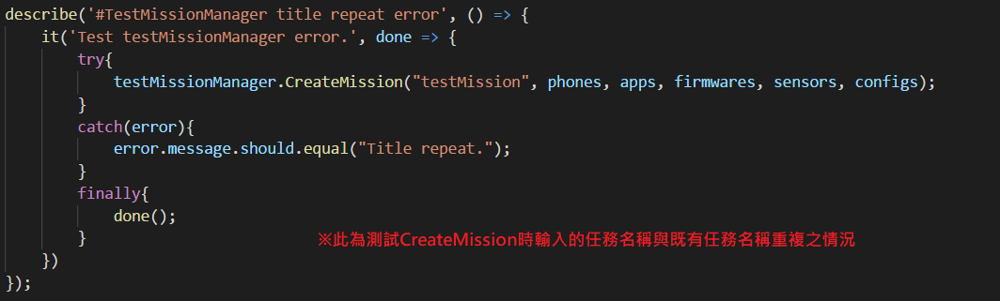 describe('#TestMissionManager title repeat error', () => {
it('Test testMissionManager error.', done => {
try{
testMissionManager.CreateMission("testMission", phones, apps, firmwares, sensors, configs);
}
catch(error){
error.message.should.equal("Title repeat.");
}
finally{
done();
}
※此為測試CreateMission時輸入的任務名稱與既有任務名稱重複之情況
})
});